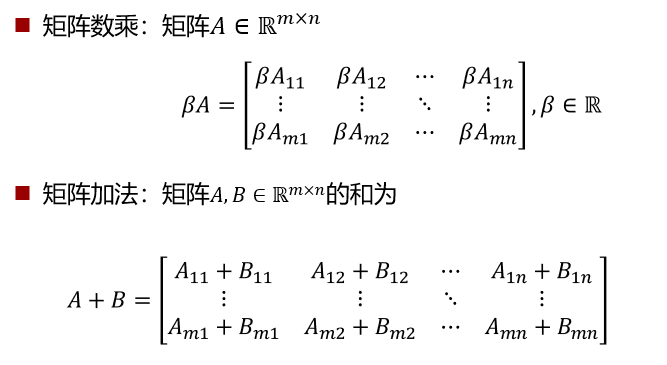 ■ 矩阵数乘：矩阵$A \in \mathbb{R}^{m \times n}$
$$\beta A = \begin{bmatrix} \beta A_{11} & \beta A_{12} & \cdots & \beta A_{1n} \\ \vdots & \vdots & \ddots & \vdots \\ \beta A_{m1} & \beta A_{m2} & \cdots & \beta A_{mn} \end{bmatrix}, \beta \in \mathbb{R}$$
■ 矩阵加法：矩阵$A, B \in \mathbb{R}^{m \times n}$的和为
$$A + B = \begin{bmatrix} A_{11} + B_{11} & A_{12} + B_{12} & \cdots & A_{1n} + B_{1n} \\ \vdots & \vdots & \ddots & \vdots \\ A_{m1} + B_{m1} & A_{m2} + B_{m2} & \cdots & A_{mn} + B_{mn} \end{bmatrix}$$